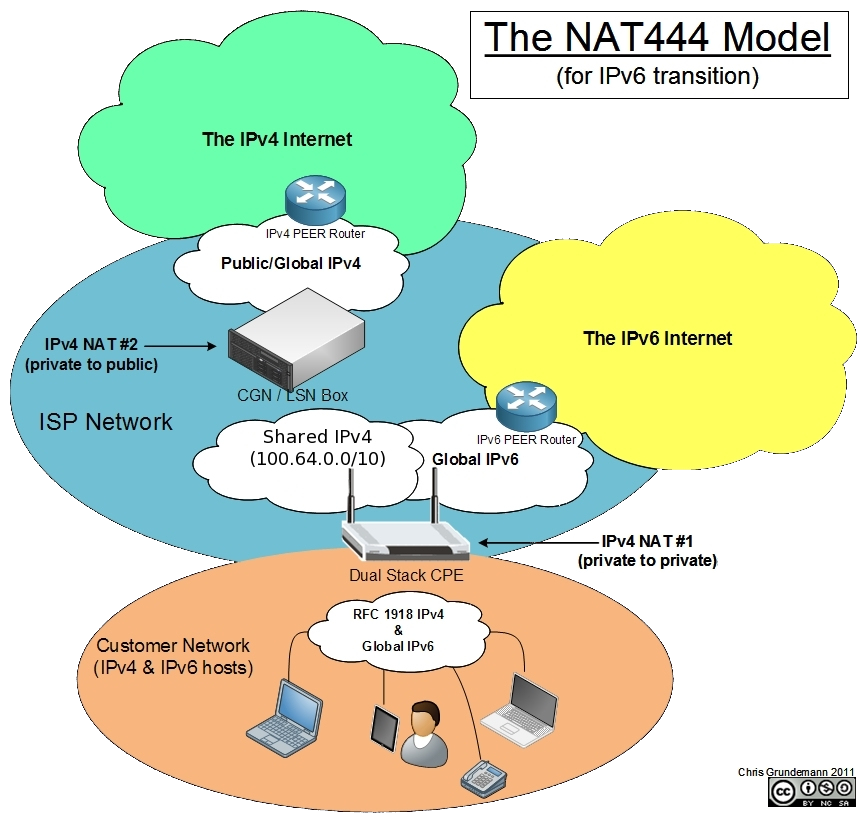 The NAT444 Model
(for IPv6 transition)
The IPv4 Internet
IPv4 PEER Router
Public/Global IPv4
The IPv6 Internet
IPv4 NAT #2
(private to public)
CGN / LSN Box
ISP Network
IPv6 PEER Router
Shared IPv4
(100.64.0.0/10)
Global IPv6
IPv4 NAT #1
(private to private)
Dual Stack CPE
RFC 1918 IPv4
&
Global IPv6
Customer Network
(IPv4 & IPv6 hosts)
Chris Grundemann 2011
cc
BY NC SA